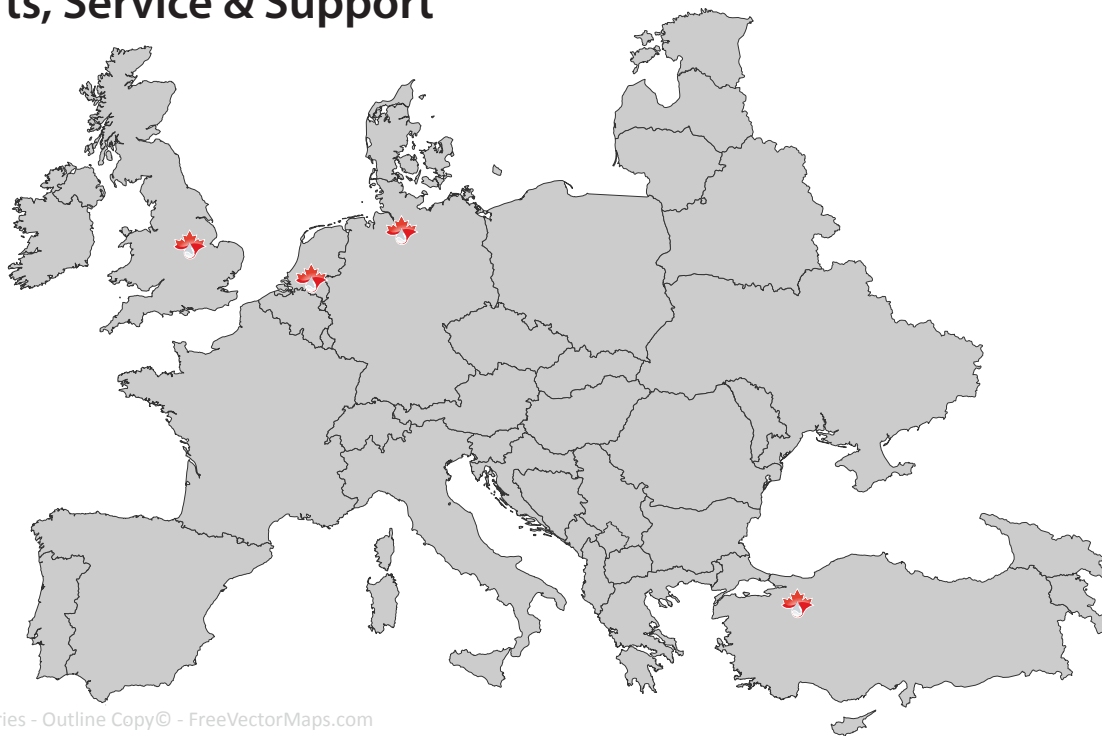 ts, Service & Support
ries - Outline Copy© - FreeVectorMaps.com